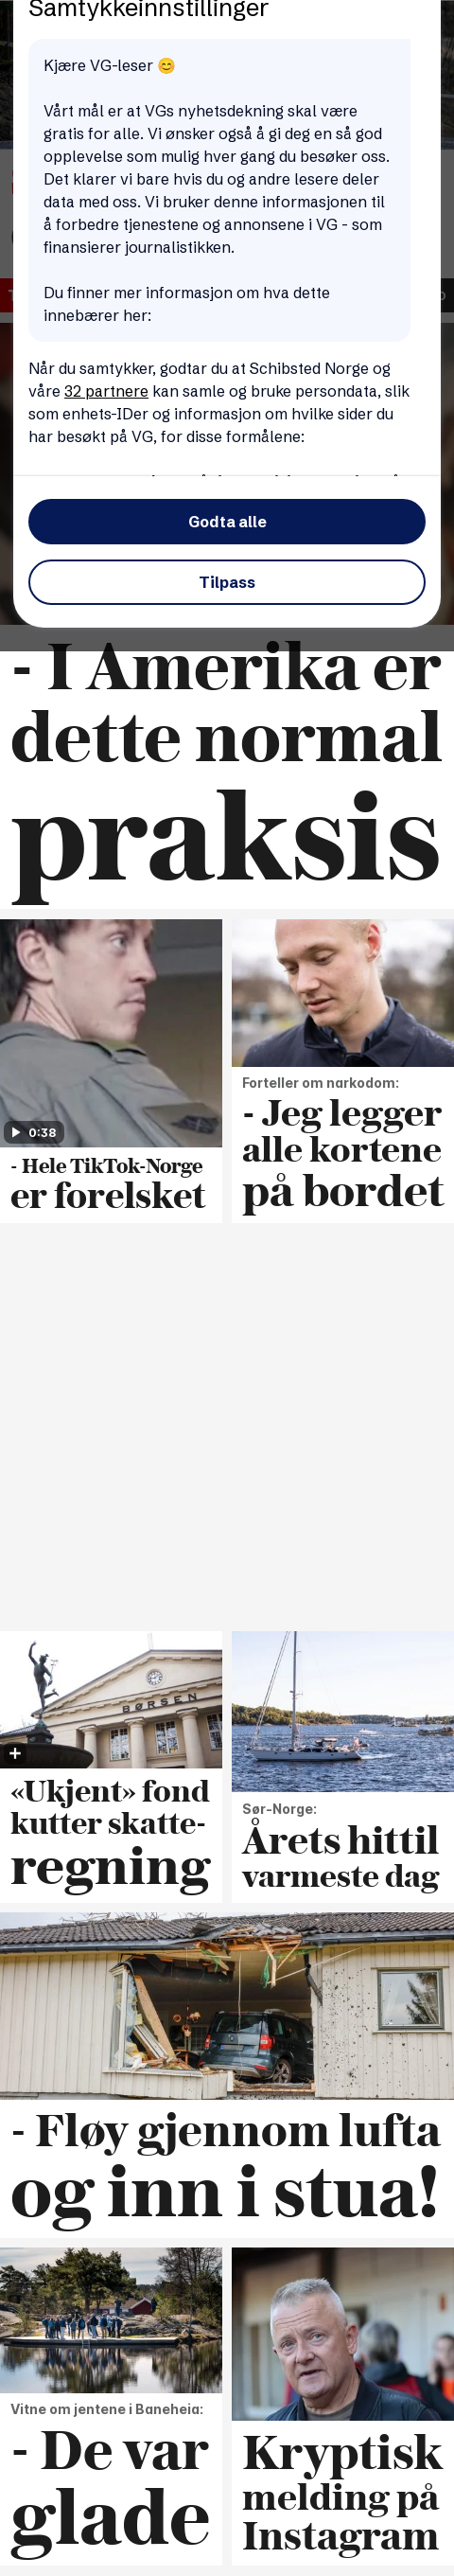 Samtykkeinnstillinger
Kjære VG-leser 😊
Vårt mål er at VGs nyhetsdekning skal være
gratis for alle. Vi ønsker også å gi deg en så god
opplevelse som mulig hver gang du besøker oss.
Det klarer vi bare hvis du og andre lesere deler
data med oss. Vi bruker denne informasjonen til
å forbedre tjenestene og annonsene i VG - som
finansierer journalistikken.
Du finner mer informasjon om hva dette
innebærer her:
Når du samtykker, godtar du at Schibsted Norge og
våre 32 partnere kan samle og bruke persondata, slik
som enhets-IDer og informasjon om hvilke sider du
har besøkt på VG, for disse formålene:
Godta alle
Tilpass
- I Amerika er
dette normal
praksis
0:38
- Hele TikTok-Norge
er forelsket
Forteller om narkodom:
- Jeg legger
alle kortene
på bordet
BØRSEN
«Ukjent» fond
kutter skatte-
regning
Sør-Norge:
Årets hittil
varmeste dag
- Fløy gjennom lufta
og inn i stua!
Vitne om jentene i Baneheia:
- De var
glade
Kryptisk
melding på
Instagram